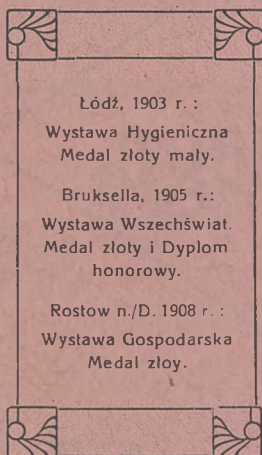 Łódź, 1903 r. :
Wystawa Hygieniczna
Medal złoty mały.
Bruksella, 1905 r.:
Wystawa Wszechświat.
Medal złoty i Dyplom
honorowy.
Rostow n./D. 1908 r. :
Wystawa Gospodarska
Medal złoy.